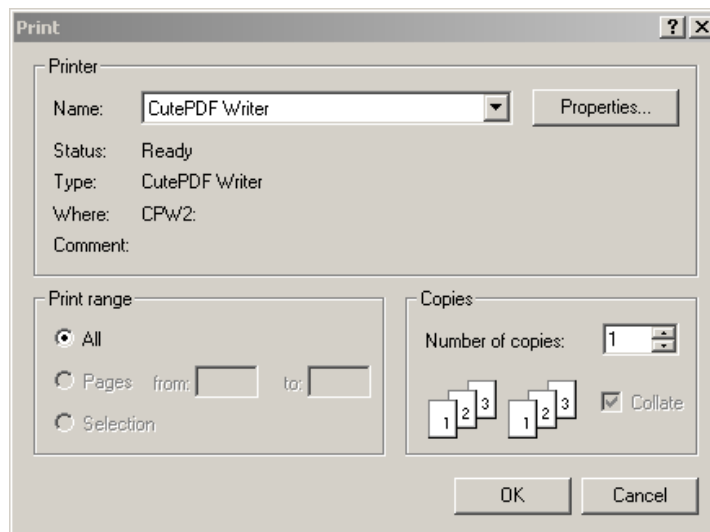 Print
Printer
Name: CutePDF Writer Properties...
Status: Ready
Type: CutePDF Writer
Where: CPW2:
Comment:
Print range
All
Pages from: to:
Selection
Copies
Number of copies: 1
1 2 3 1 2 3 Collate
OK Cancel